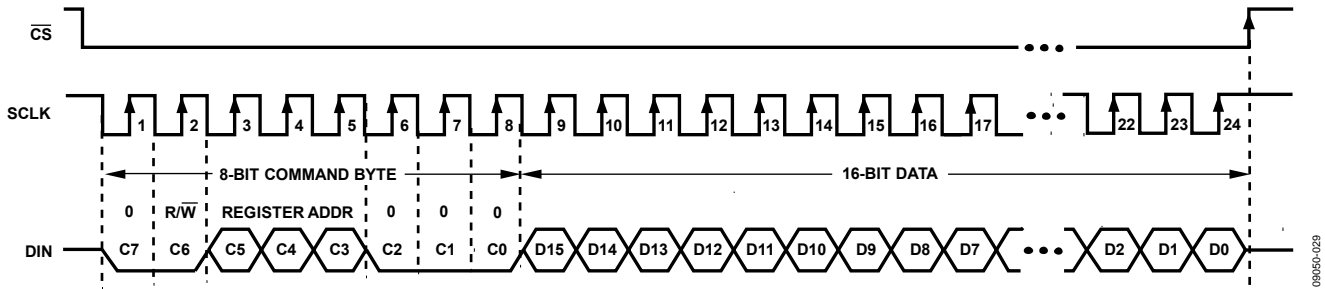 CS
SCLK
1 2 3 4 5 6 7 8 9 10 11 12 13 14 15 16 17 22 23 24
8-BIT COMMAND BYTE 16-BIT DATA
0 R/W REGISTER ADDR 0 0 0
DIN C7 C6 C5 C4 C3 C2 C1 C0 D15 D14 D13 D12 D11 D10 D9 D8 D7 D2 D1 D0
09050-029